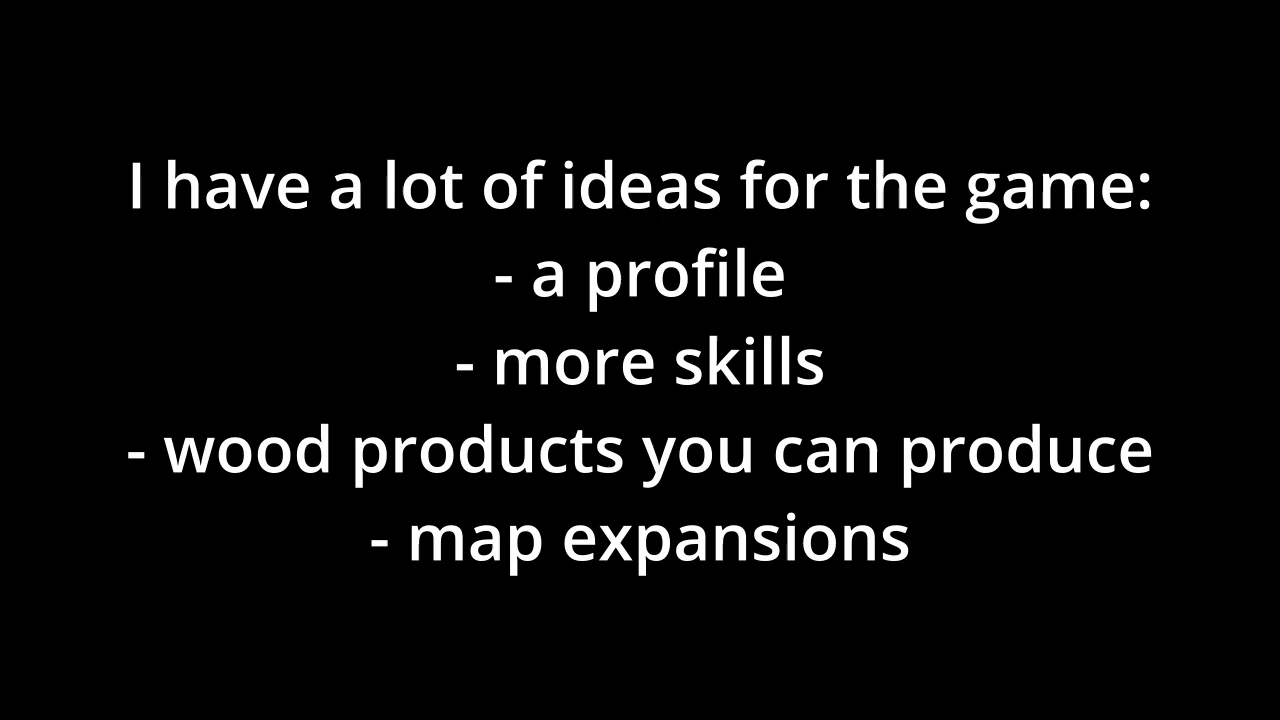 I have a lot of ideas for the game:
- a profile
- more skills
- wood products you can produce
- map expansions